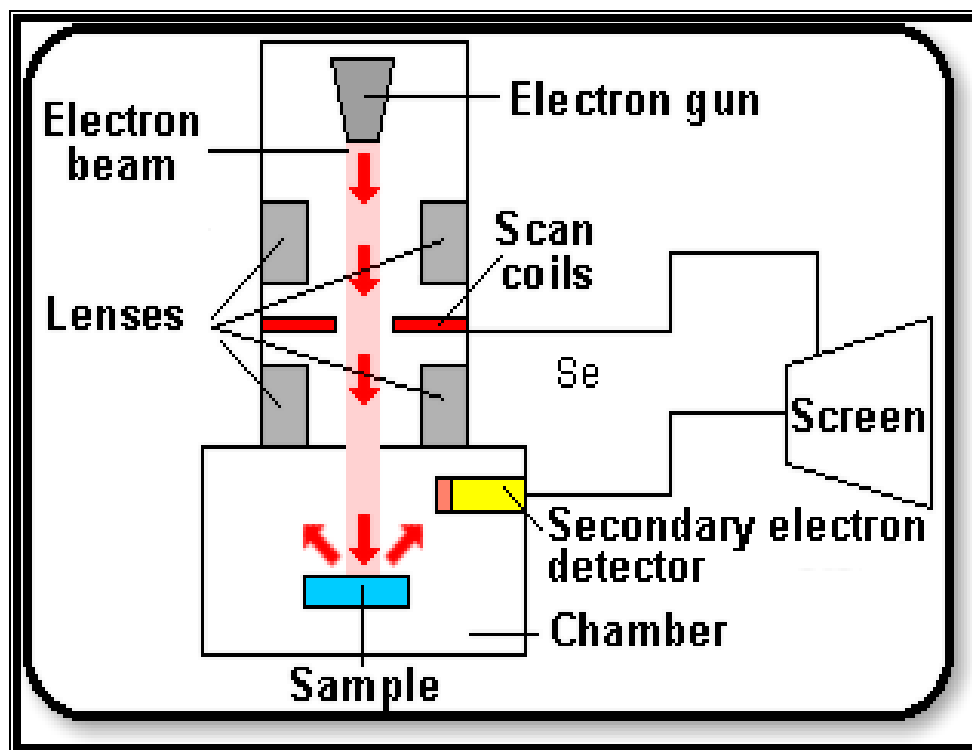 Electron gun
Electron
beam
Scan
coils
Lenses
Se
Screen
Secondary electron
detector
Chamber
Sample